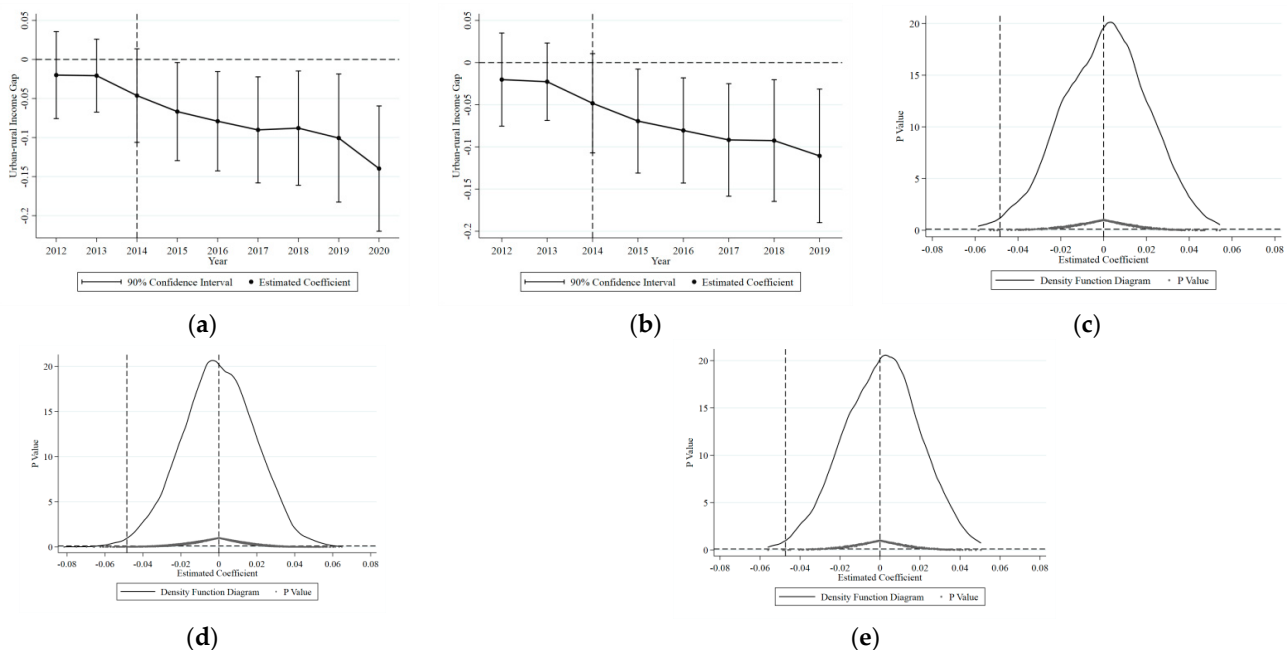 Urban-rural Income Gap
0.05
0
-0.05
-0.1
-0.15
-0.2
2012 2013 2014 2015 2016 2017 2018 2019 2020
Year
90% Confidence Interval Estimated Coefficient
(a)
Urban-rural Income Gap
0.05
0
-0.05
-0.1
-0.15
-0.2
2012 2013 2014 2015 2016 2017 2018 2019
Year
90% Confidence Interval Estimated Coefficient
(b)
P Value
20
15
10
5
0
-0.08 -0.06 -0.04 -0.02 0 0.02 0.04 0.06 0.08
Estimated Coefficient
Density Function Diagram P Value
(c)
P Value
20
15
10
5
0
-0.08 -0.06 -0.04 -0.02 0 0.02 0.04 0.06 0.08
Estimated Coefficient
Density Function Diagram P Value
(d)
P Value
20
15
10
5
0
-0.08 -0.06 -0.04 -0.02 0 0.02 0.04 0.06 0.08
Estimated Coefficient
Density Function Diagram P Value
(e)